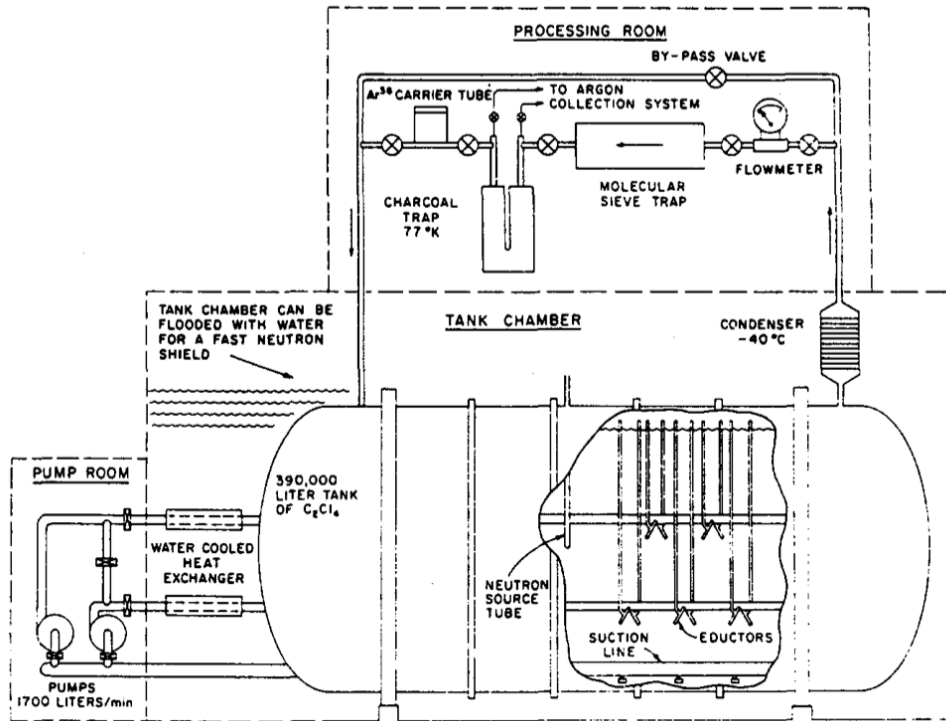 PROCESSING ROOM
BY-PASS VALVE
Ar³⁶ CARRIER TUBE
TO ARGON
COLLECTION SYSTEM
FLOWMETER
MOLECULAR
SIEVE TRAP
CHARCOAL
TRAP
77°K
TANK CHAMBER CAN BE
FLOODED WITH WATER
FOR A FAST NEUTRON
SHIELD
TANK CHAMBER
CONDENSER
-40°C
PUMP ROOM
390,000
LITER TANK
OF C₂Cl₄
WATER COOLED
HEAT
EXCHANGER
NEUTRON
SOURCE
TUBE
SUCTION
LINE
EDUCTORS
PUMPS
1700 LITERS/min